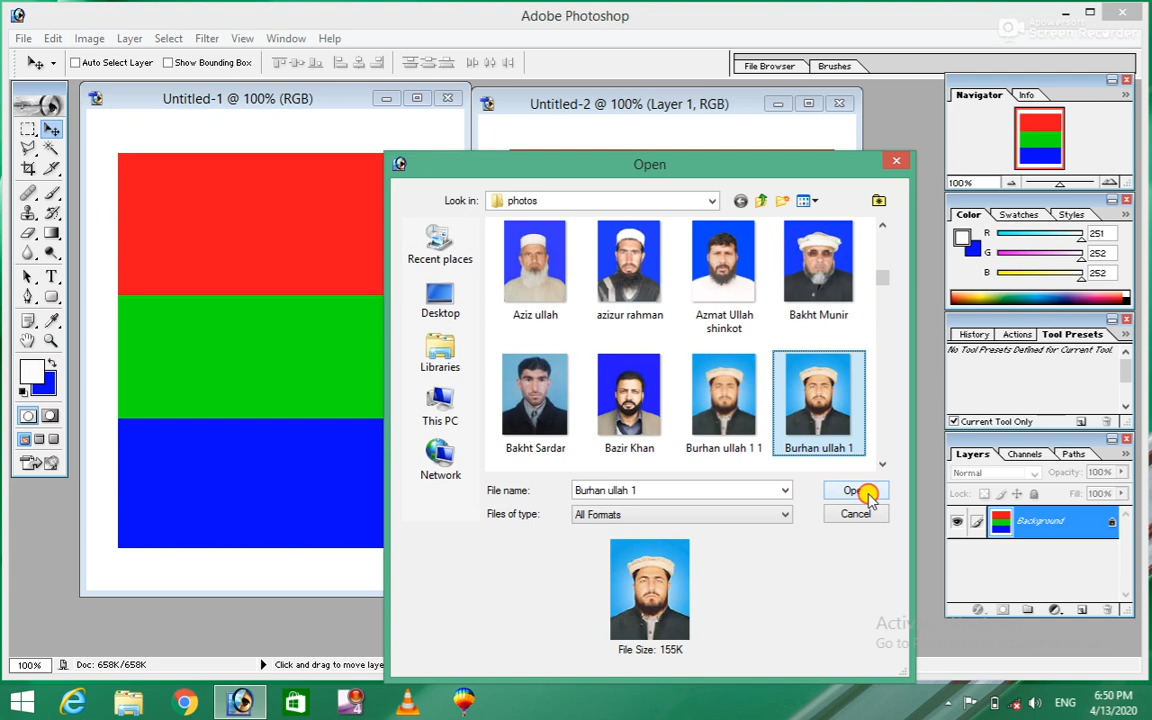 Adobe Photoshop
File Edit Image Layer Select Filter View Window Help
Apowersoft
Screen Recorder
Auto Select Layer Show Bounding Box
File Browser Brushes
Untitled-1 @ 100% (RGB)
Untitled-2 @ 100% (Layer 1, RGB)
Navigator Info
100%
Color Swatches Styles
R 251
G 252
B 252
History Actions Tool Presets
No Tool Presets Defined for Current Tool.
Current Tool Only
Layers Channels Paths
Normal Opacity: 100%
Lock: Fill: 100%
Background
Open
Look in: photos
Recent places
Desktop
Libraries
This PC
Network
Aziz ullah azizur rahman Azmat Ullah shinkot Bakht Munir
Bakht Sardar Bazir Khan Burhan ullah 1 1 Burhan ullah 1
File name: Burhan ullah 1
Files of type: All Formats
Cancel
File Size: 155K
100% Doc: 658K/658K Click and drag to move laye
4
ENG
6:50 PM
4/13/2020